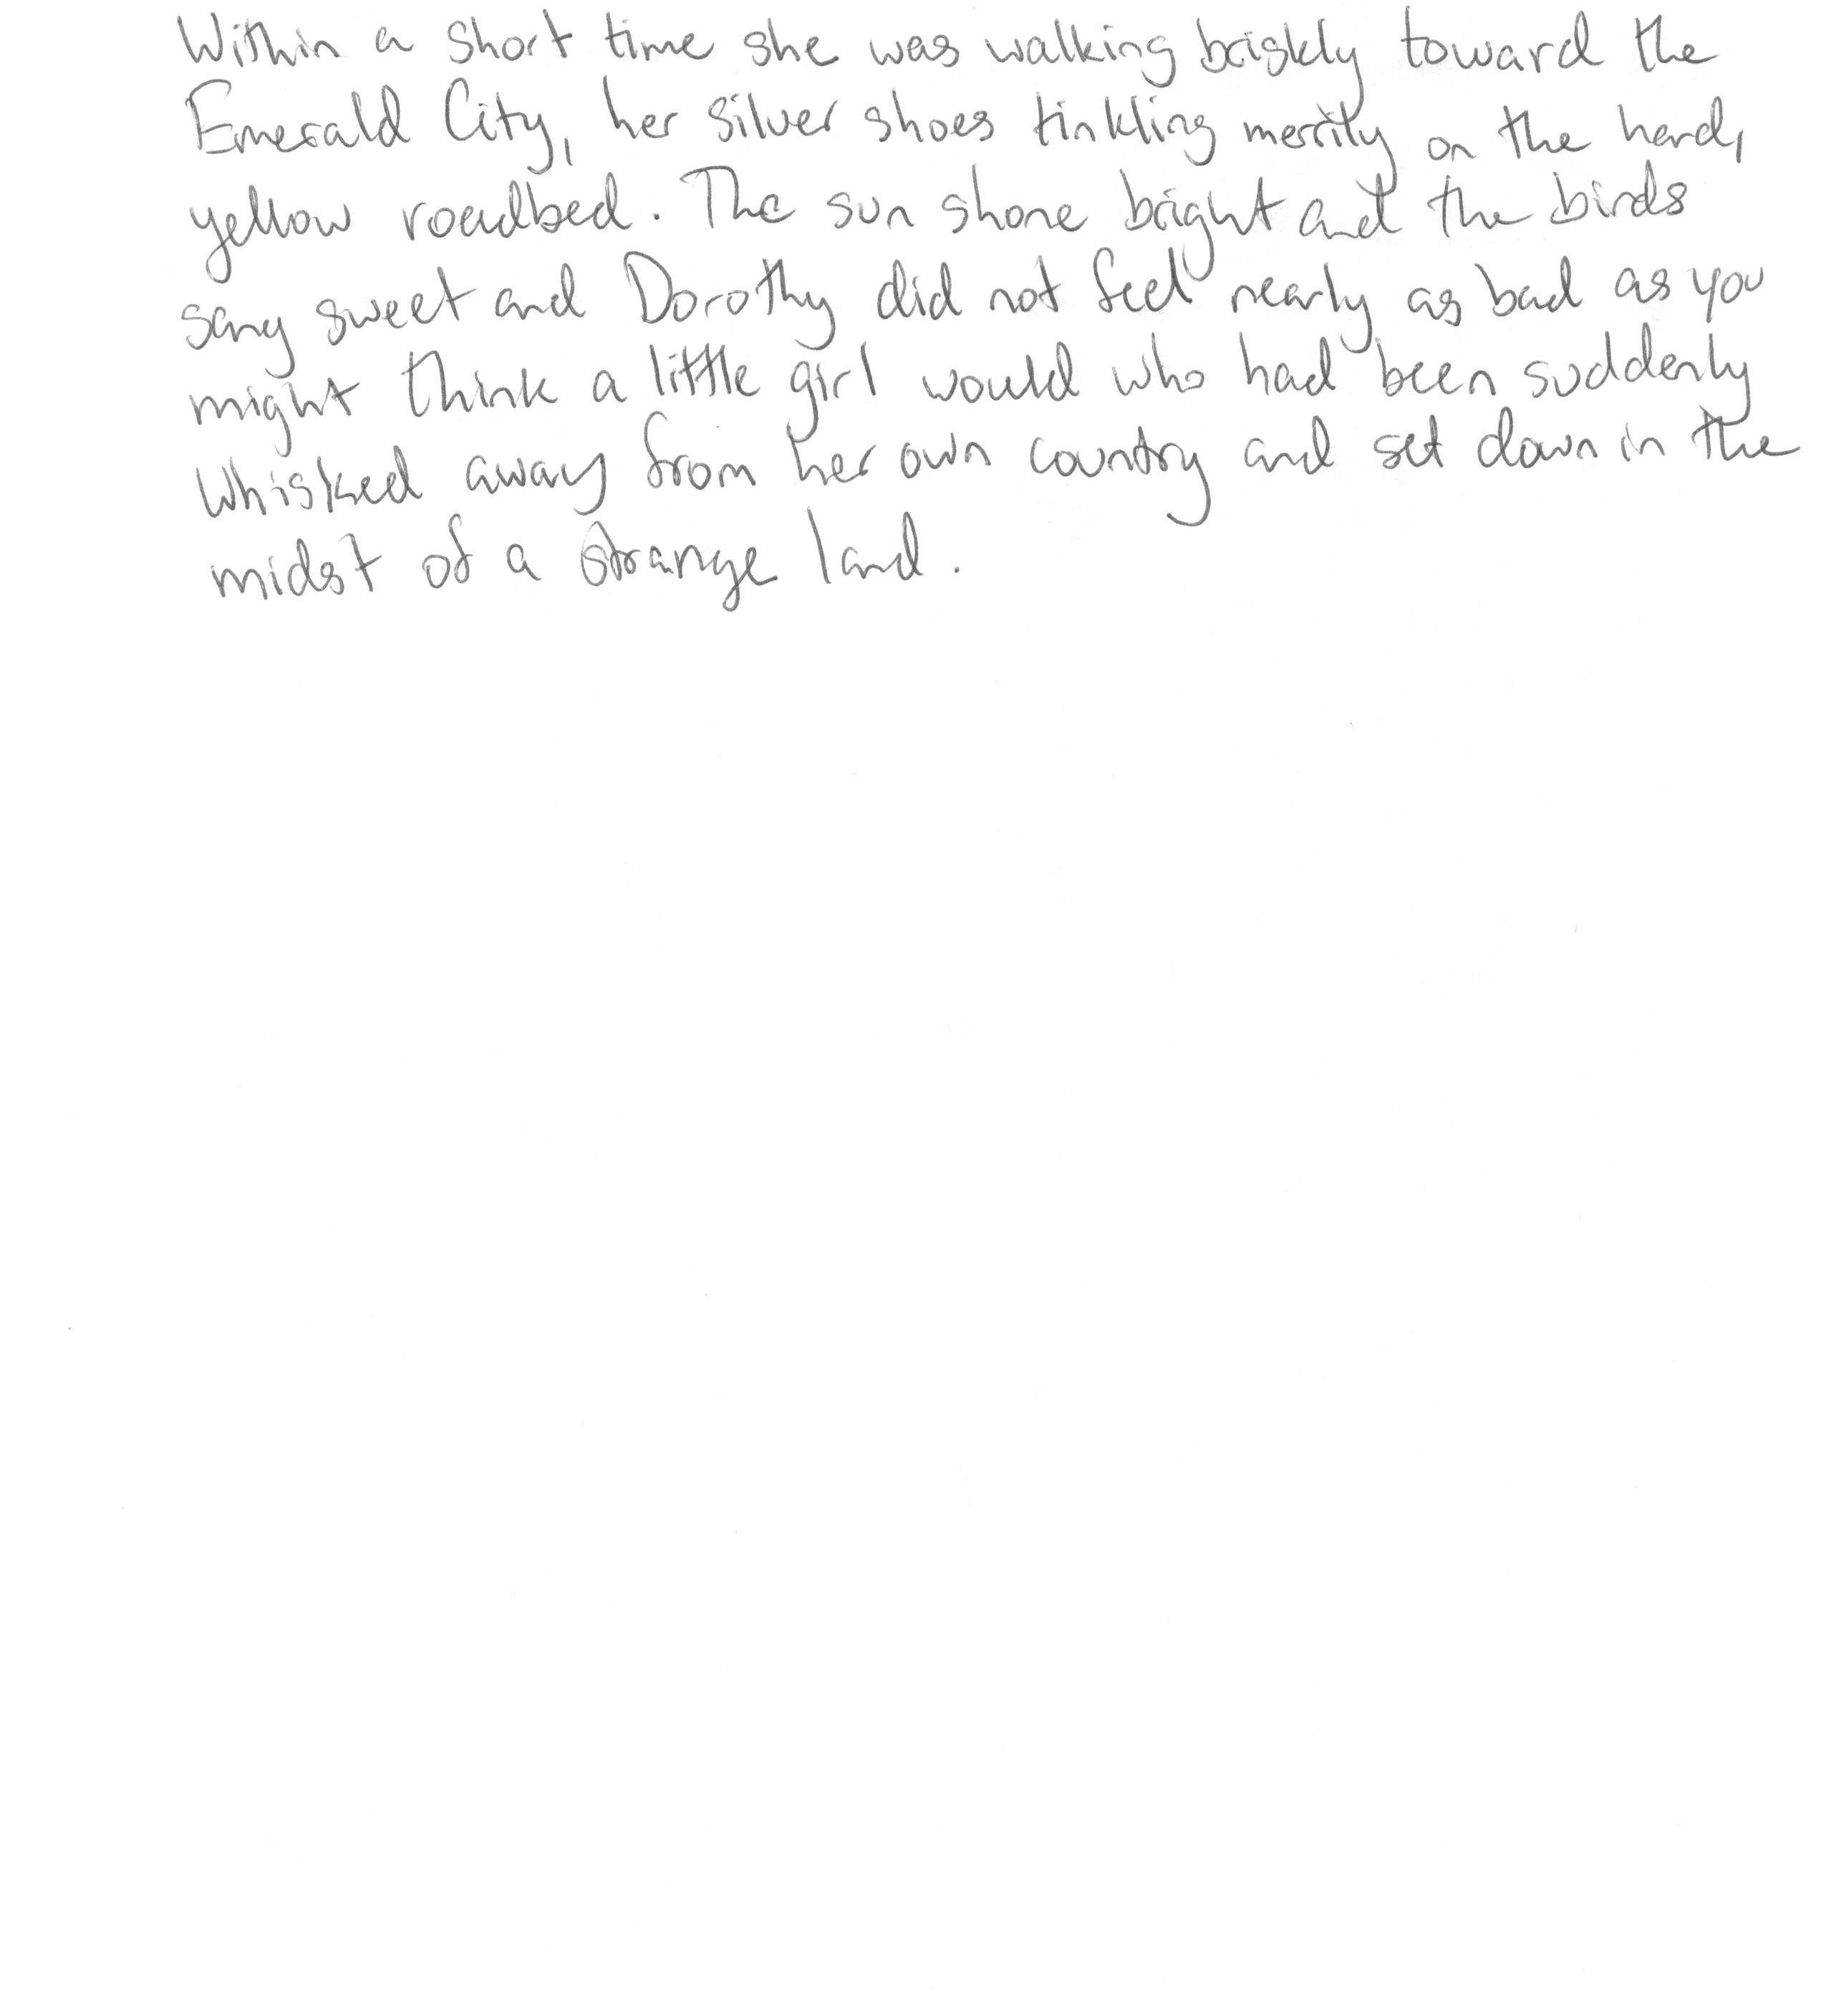 Within a short time she was walking briskly toward the
Emerald City, her silver shoes tinkling merrily on the hard,
yellow roadbed. The sun shone bright and the birds
sang sweet and Dorothy did not feel nearly as bad as you
might think a little girl would who had been suddenly
whisked away from her own country and set down in the
midst of a strange land.